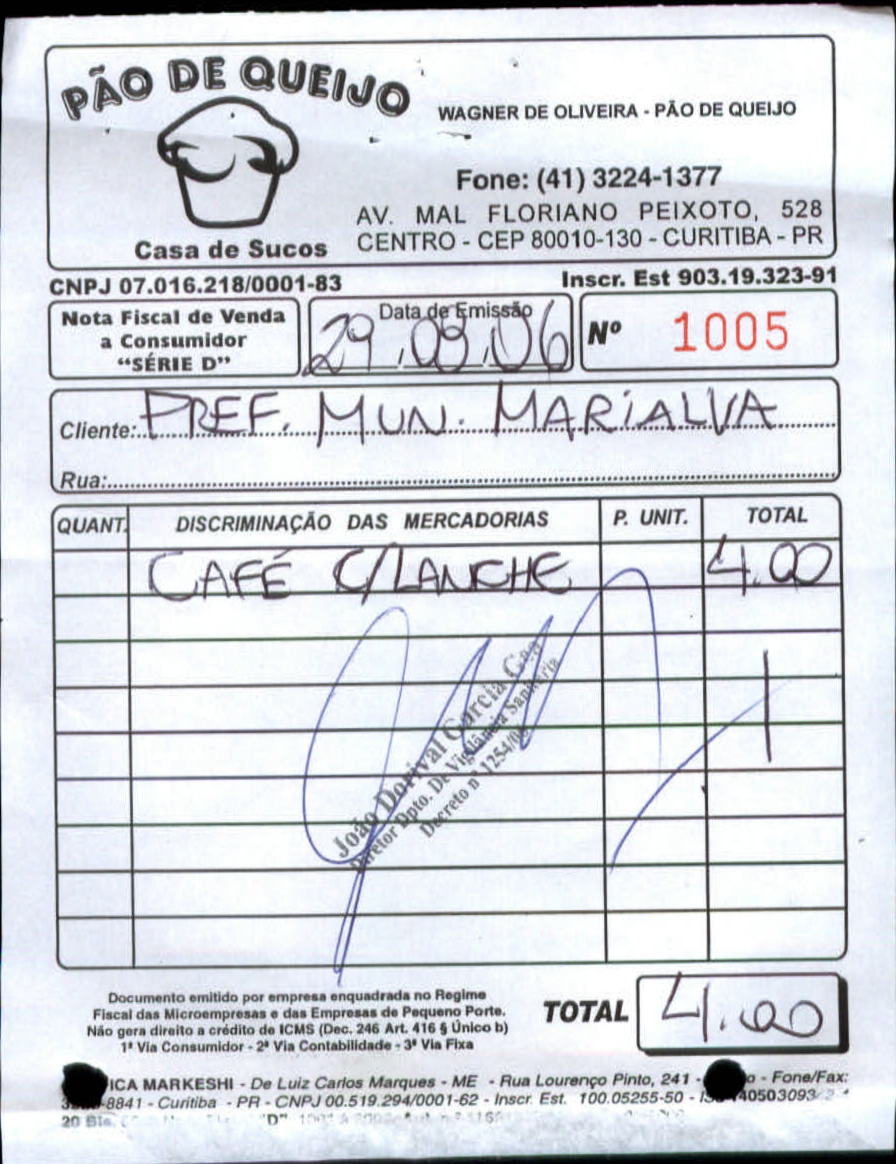 PÃO DE QUEIJO
WAGNER DE OLIVEIRA - PÃO DE QUEIJO
Fone: (41) 3224-1377
AV. MAL FLORIANO PEIXOTO, 528
CENTRO - CEP 80010-130 - CURITIBA - PR
Casa de Sucos
CNPJ 07.016.218/0001-83
Inscr. Est 903.19.323-91
Nota Fiscal de Venda
a Consumidor
"SÉRIE D"
Data de Emissão
29.09.06
Nº 1005
Cliente: PREF. MUN. MARIALVA
Rua:
QUANT. DISCRIMINAÇÃO DAS MERCADORIAS P. UNIT. TOTAL
CAFÉ C/LANCHE 4.00
João Dorival Garcia
Diretor Dpto. De Vigilância Sanitária
Decreto nº 1254/0
Documento emitido por empresa enquadrada no Regime
Fiscal das Microempresas e das Empresas de Pequeno Porte.
Não gera direito a crédito de ICMS (Dec. 246 Art. 416 § Único b)
1ª Via Consumidor - 2ª Via Contabilidade - 3ª Via Fixa
TOTAL 4.00
ICA MARKESHI - De Luiz Carlos Marques - ME - Rua Lourenço Pinto, 241 - Fone/Fax:
-8841 - Curitiba - PR - CNPJ 00.519.294/0001-62 - Inscr. Est. 100.05255-50
20 "D"